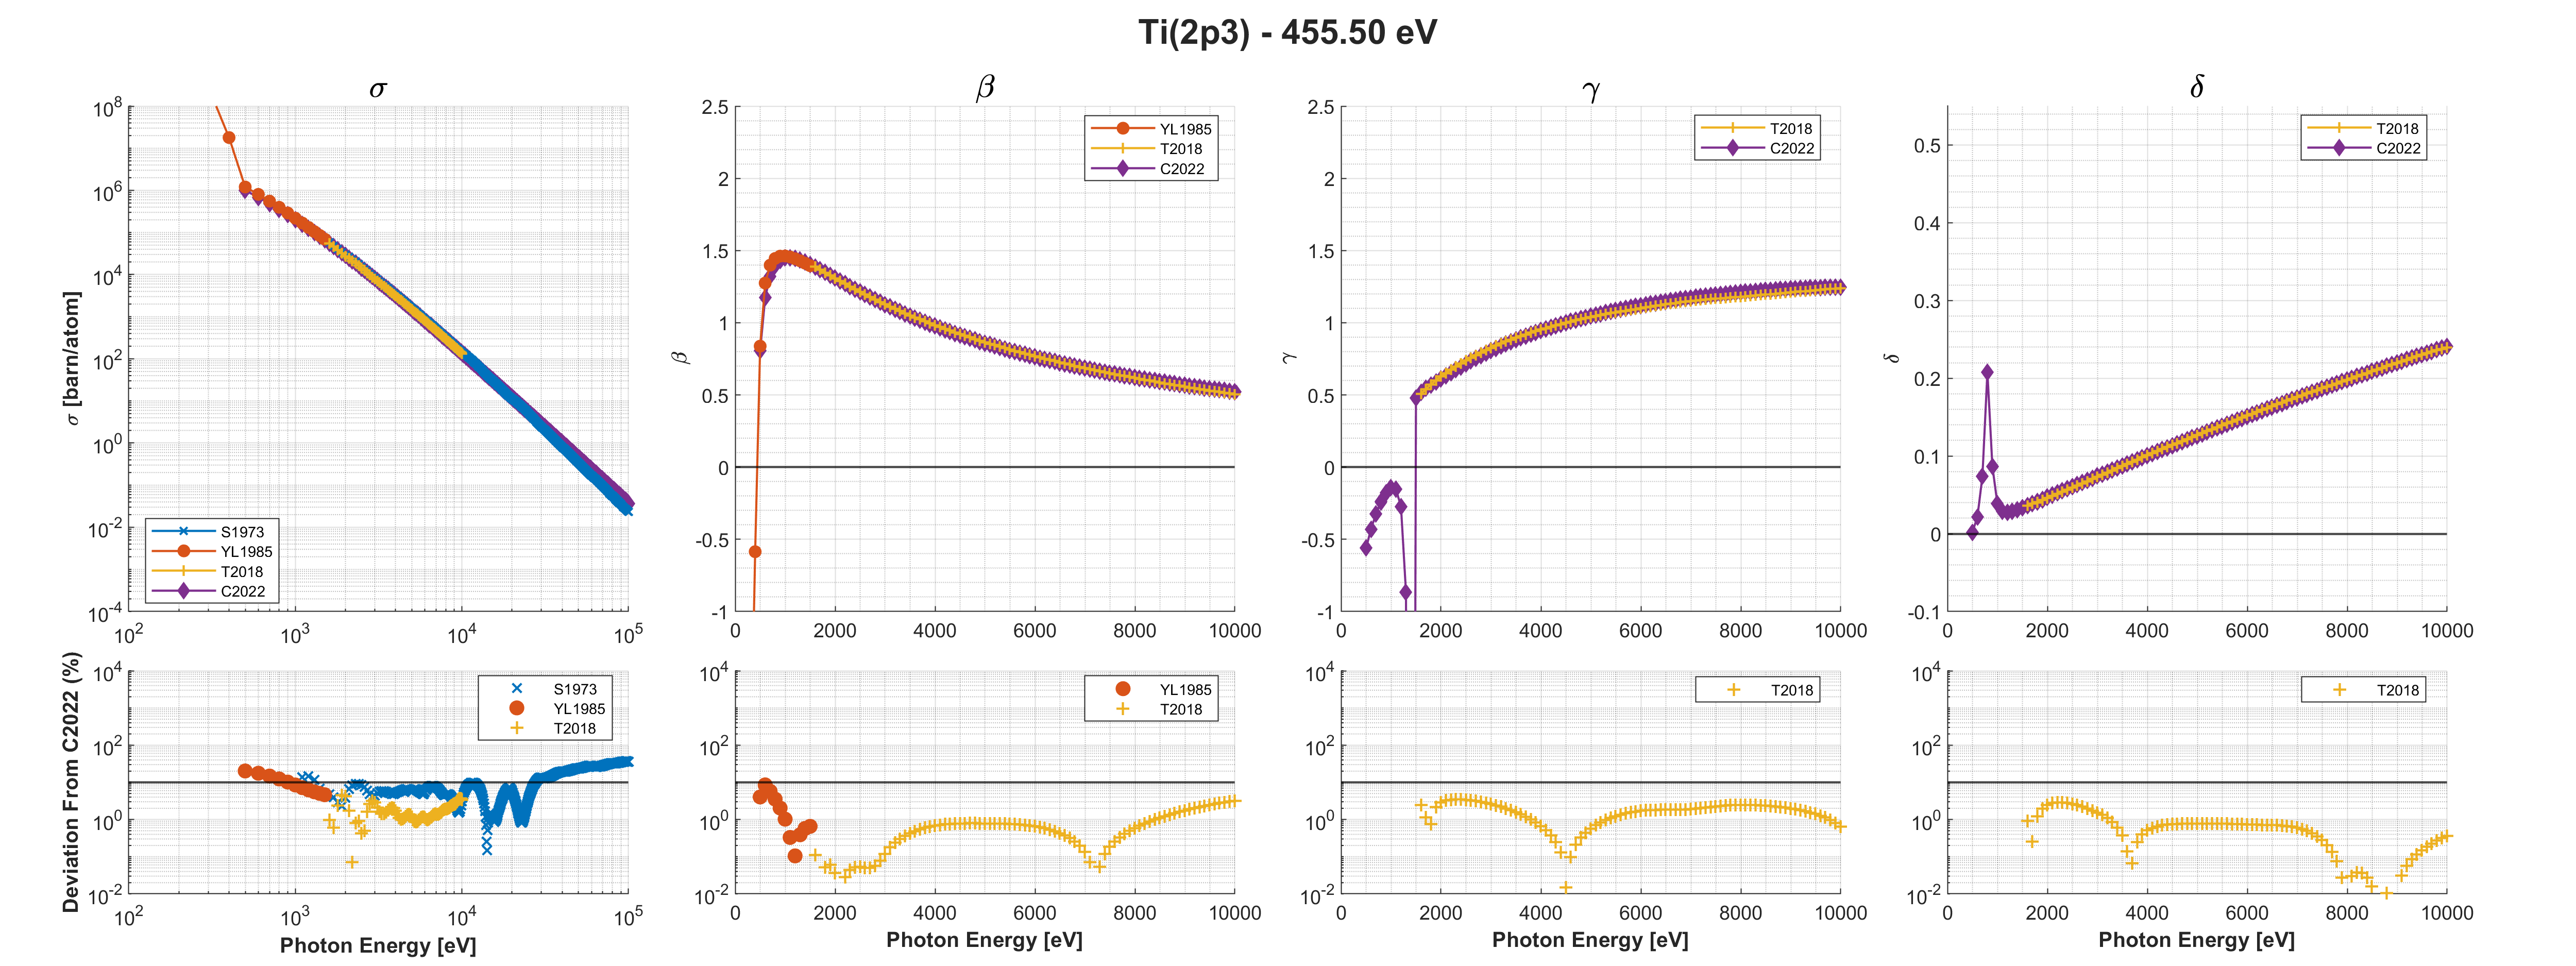 Ti(2p3) - 455.50 eV
σ
10^8
10^6
10^4
10^2
10^0
10^-2
10^-4
10^2 10^3 10^4 10^5
σ [barn/atom]
S1973
YL1985
T2018
C2022
β
2.5
2
1.5
1
0.5
0
-0.5
-1
0 2000 4000 6000 8000 10000
β
YL1985
T2018
C2022
γ
2.5
2
1.5
1
0.5
0
-0.5
-1
0 2000 4000 6000 8000 10000
γ
T2018
C2022
δ
0.5
0.4
0.3
0.2
0.1
0
-0.1
0 2000 4000 6000 8000 10000
δ
T2018
C2022
Deviation From C2022 (%)
10^4
10^2
10^0
10^-2
10^2 10^3 10^4 10^5
Photon Energy [eV]
S1973
YL1985
T2018
10^4
10^2
10^0
10^-2
0 2000 4000 6000 8000 10000
Photon Energy [eV]
YL1985
T2018
10^4
10^2
10^0
10^-2
0 2000 4000 6000 8000 10000
Photon Energy [eV]
T2018
10^4
10^2
10^0
10^-2
0 2000 4000 6000 8000 10000
Photon Energy [eV]
T2018